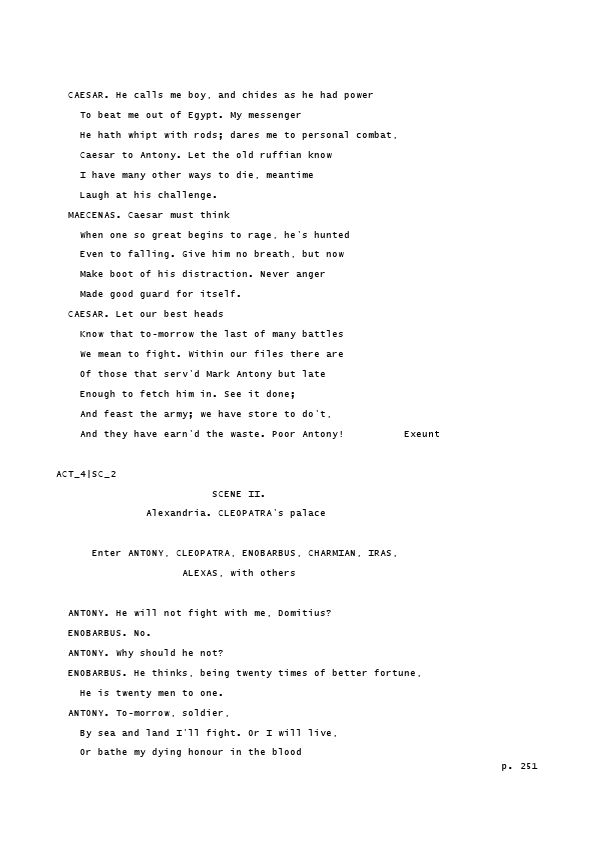 CAESAR. He calls me boy, and chides as he had power
To beat me out of Egypt. My messenger
He hath whipt with rods; dares me to personal combat,
Caesar to Antony. Let the old ruffian know
I have many other ways to die, meantime
Laugh at his challenge.
MAECENAS. Caesar must think
When one so great begins to rage, he's hunted
Even to falling. Give him no breath, but now
Make boot of his distraction. Never anger
Made good guard for itself.
CAESAR. Let our best heads
Know that to-morrow the last of many battles
We mean to fight. Within our files there are
Of those that serv'd Mark Antony but late
Enough to fetch him in. See it done;
And feast the army; we have store to do't,
And they have earn'd the waste. Poor Antony! Exeunt
ACT_4|SC_2
SCENE II.
Alexandria. CLEOPATRA's palace
Enter ANTONY, CLEOPATRA, ENOBARBUS, CHARMIAN, IRAS,
ALEXAS, with others
ANTONY. He will not fight with me, Domitius?
ENOBARBUS. No.
ANTONY. Why should he not?
ENOBARBUS. He thinks, being twenty times of better fortune,
He is twenty men to one.
ANTONY. To-morrow, soldier,
By sea and land I'll fight. Or I will live,
Or bathe my dying honour in the blood
p. 251